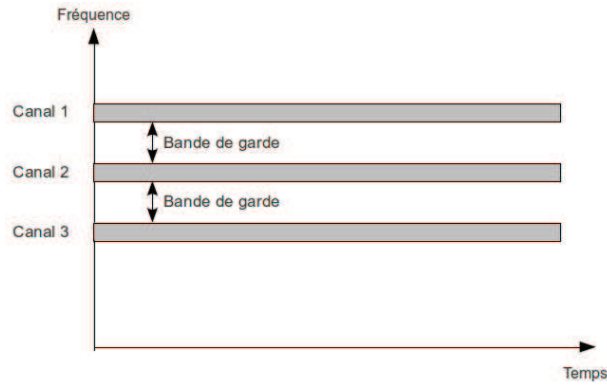 Fréquence
Canal 1
Bande de garde
Canal 2
Bande de garde
Canal 3
Temps